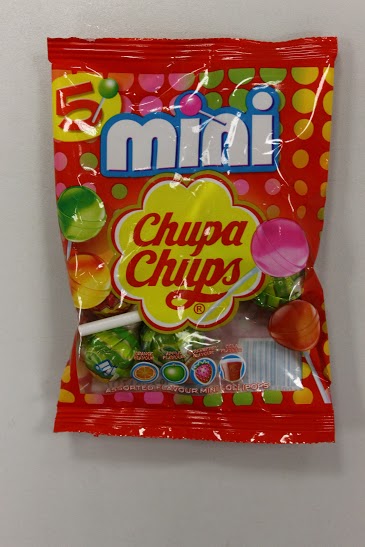 5
mini
Chupa
Chups
®
ASSORTED FLAVOUR MINI LOLLIPOPS